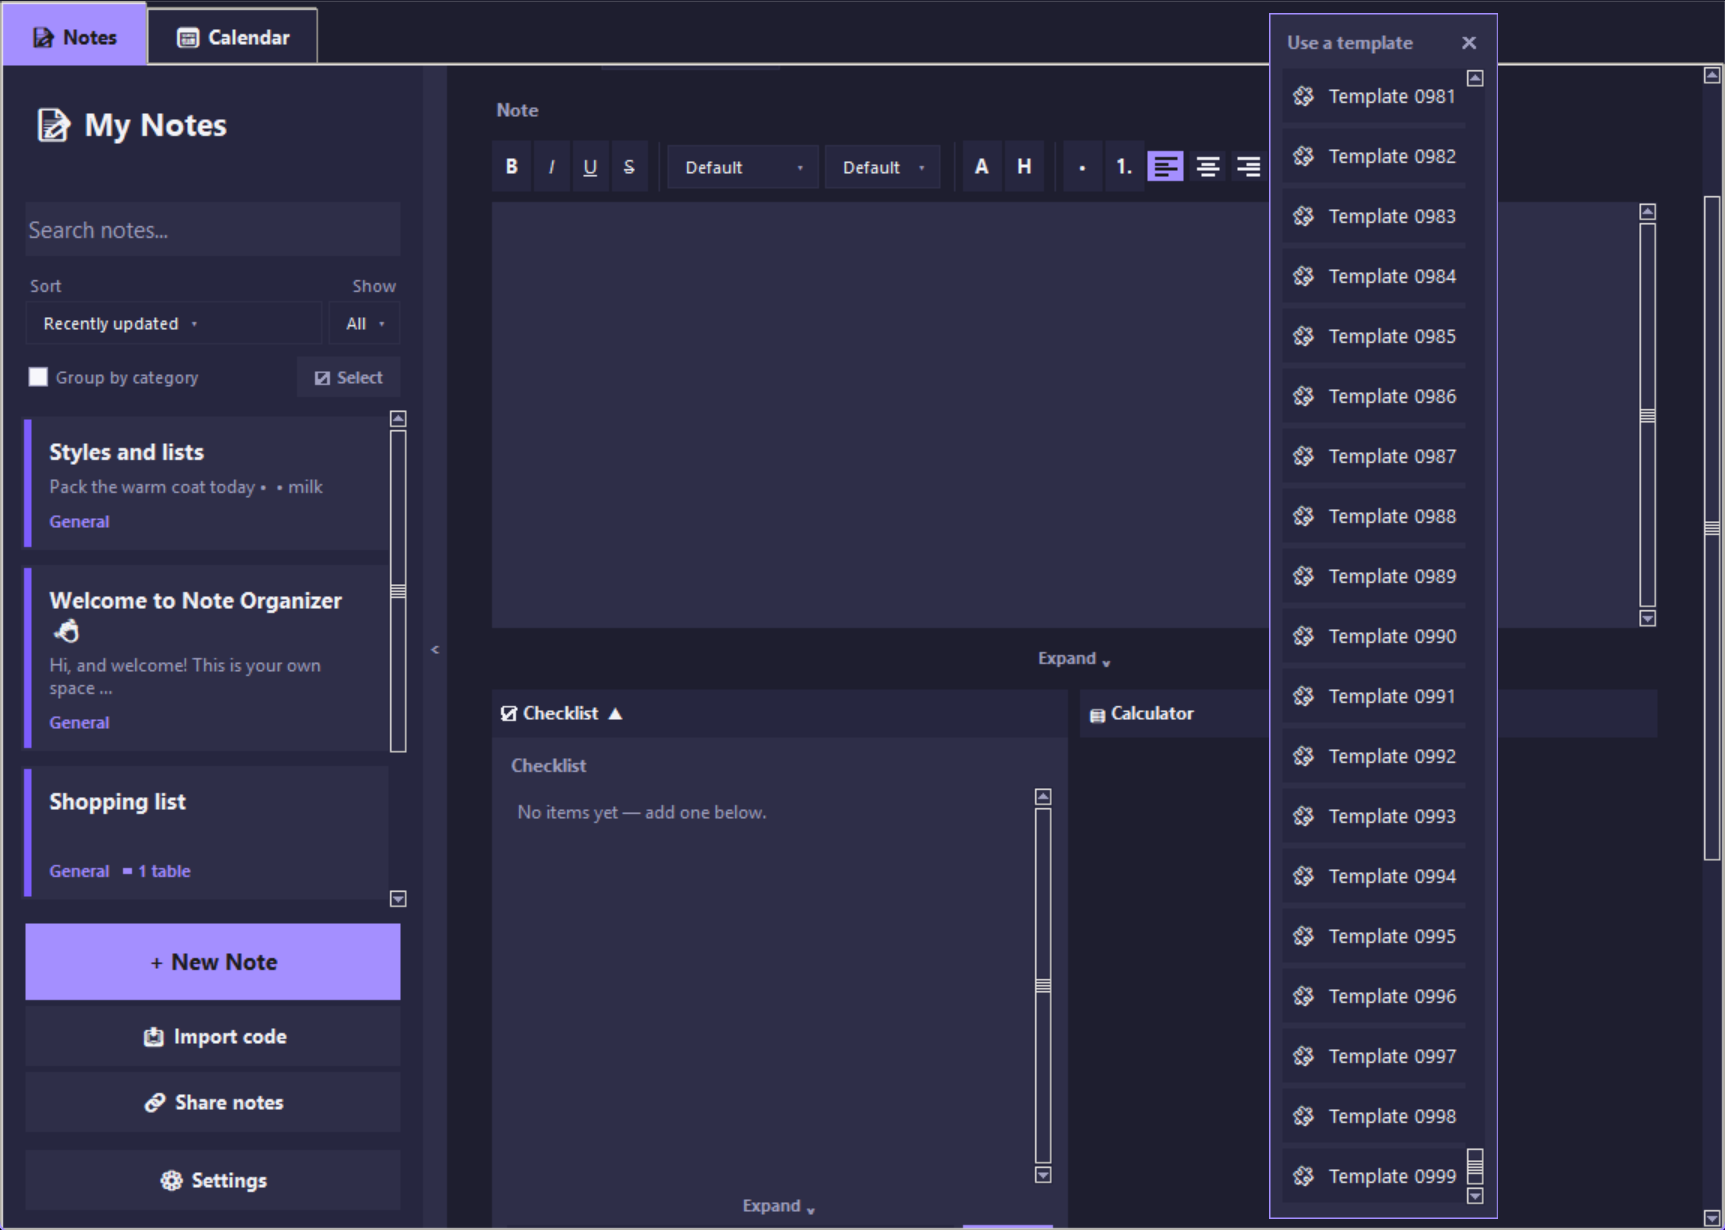 Notes
Calendar
My Notes
Search notes...
Sort
Show
Recently updated
All
Group by category
Select
Styles and lists
Pack the warm coat today • • milk
General
Welcome to Note Organizer
Hi, and welcome! This is your own
space ...
General
Shopping list
General 1 table
+ New Note
Import code
Share notes
Settings
<
Note
B I U S Default Default A H • 1.
Expand
Checklist ▲
Checklist
No items yet — add one below.
Expand
Calculator
Use a template ×
Template 0981
Template 0982
Template 0983
Template 0984
Template 0985
Template 0986
Template 0987
Template 0988
Template 0989
Template 0990
Template 0991
Template 0992
Template 0993
Template 0994
Template 0995
Template 0996
Template 0997
Template 0998
Template 0999